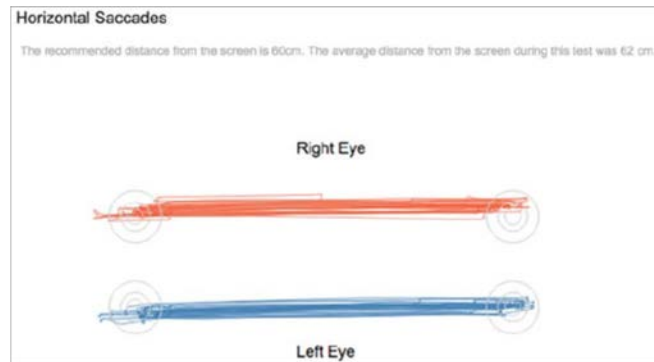 Horizontal Saccades
The recommended distance from the screen is 60cm. The average distance from the screen during this test was 62 cm.
Right Eye
Left Eye